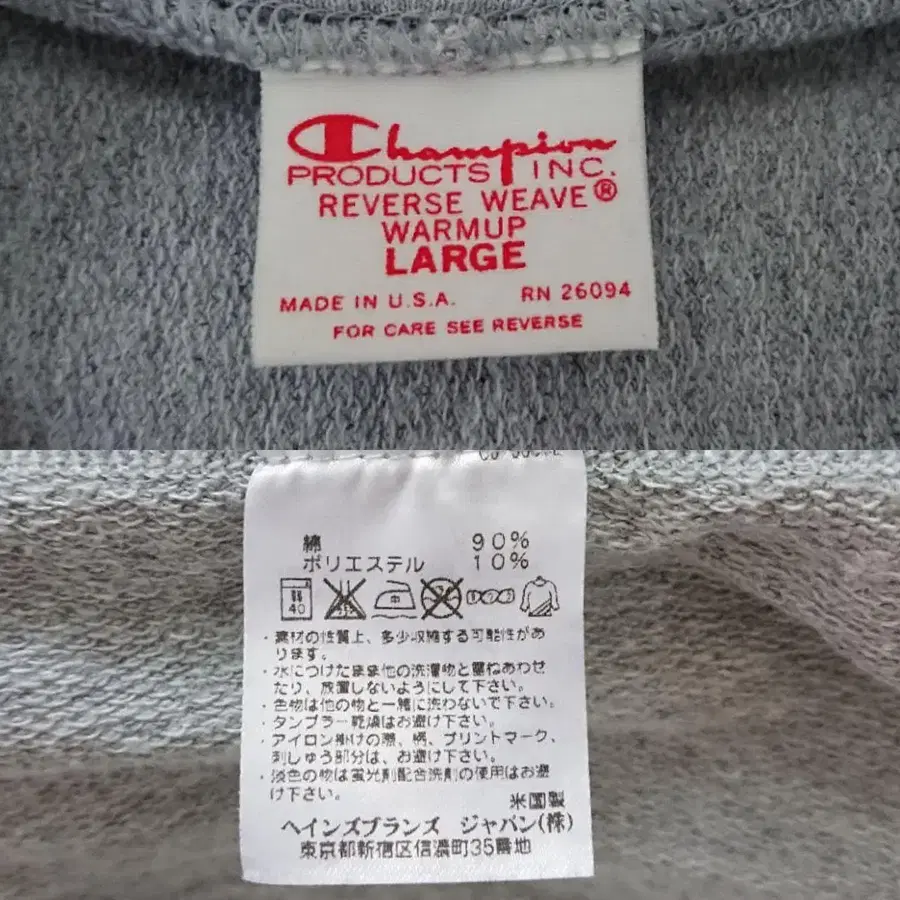 Champion
PRODUCTS INC.
REVERSE WEAVE®
WARMUP
LARGE
MADE IN U.S.A. RN 26094
FOR CARE SEE REVERSE
綿 90%
ポリエステル 10%
40 中
・素材の性質上、多少収縮する可能性があ
ります。
・水につけたまま他の洗濯物と重ねあわせ
たり、放置しないようにして下さい。
・色物は他の物と一緒に洗わないで下さい。
・タンブラー乾燥はお避け下さい。
・アイロン掛けの際、柄、プリントマーク、
刺しゅう部分は、お避け下さい。
・淡色の物は蛍光剤配合洗剤の使用はお避
け下さい。
米国製
ヘインズブランズ ジャパン(株)
東京都新宿区信濃町35番地